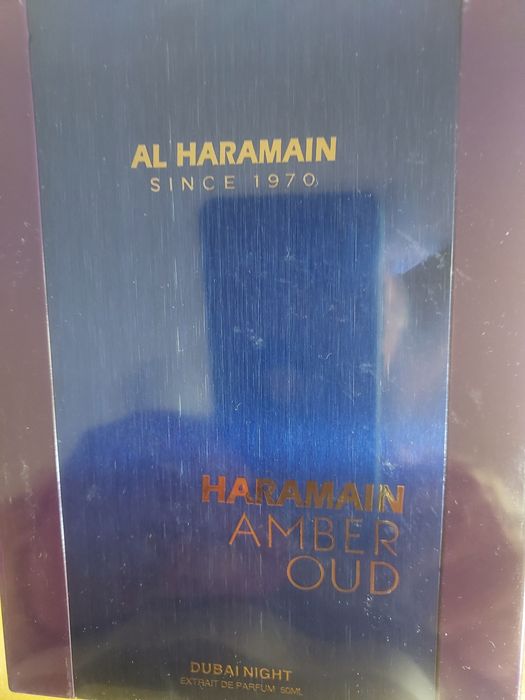 AL HARAMAIN
SINCE 1970
HARAMAIN
AMBER
OUD
DUBAI NIGHT
EXTRAIT DE PARFUM 50ML